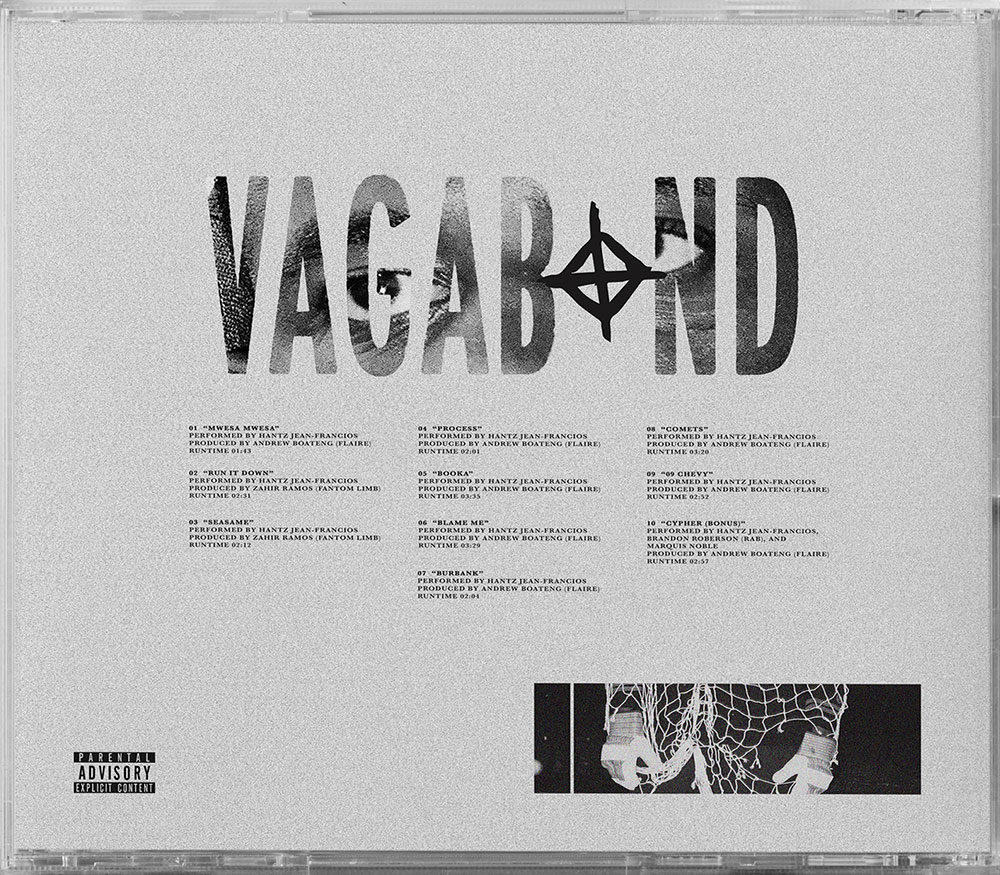 VAGABOND
01 “MWESA MWESA”
PERFORMED BY HANTZ JEAN-FRANCIOS
PRODUCED BY ANDREW BOATENG (FLAIRE)
RUNTIME 01:43
02 “RUN IT DOWN”
PERFORMED BY HANTZ JEAN-FRANCIOS
PRODUCED BY ZAHIR RAMOS (FANTOM LIMB)
RUNTIME 02:31
03 “SEASAME”
PERFORMED BY HANTZ JEAN-FRANCIOS
PRODUCED BY ZAHIR RAMOS (FANTOM LIMB)
RUNTIME 02:12
04 “PROCESS”
PERFORMED BY HANTZ JEAN-FRANCIOS
PRODUCED BY ANDREW BOATENG (FLAIRE)
RUNTIME 02:01
05 “BOOKA”
PERFORMED BY HANTZ JEAN-FRANCIOS
PRODUCED BY ANDREW BOATENG (FLAIRE)
RUNTIME 03:35
06 “BLAME ME”
PERFORMED BY HANTZ JEAN-FRANCIOS
PRODUCED BY ANDREW BOATENG (FLAIRE)
RUNTIME 03:29
07 “BURBANK”
PERFORMED BY HANTZ JEAN-FRANCIOS
PRODUCED BY ANDREW BOATENG (FLAIRE)
RUNTIME 02:04
08 “COMETS”
PERFORMED BY HANTZ JEAN-FRANCIOS
PRODUCED BY ANDREW BOATENG (FLAIRE)
RUNTIME 03:20
09 “09 CHEVY”
PERFORMED BY HANTZ JEAN-FRANCIOS
PRODUCED BY ANDREW BOATENG (FLAIRE)
RUNTIME 02:52
10 “CYPHER (BONUS)”
PERFORMED BY HANTZ JEAN-FRANCIOS,
BRANDON ROBERSON (RAB), AND
MARQUIS NOBLE
PRODUCED BY ANDREW BOATENG (FLAIRE)
RUNTIME 02:57
PARENTAL
ADVISORY
EXPLICIT CONTENT